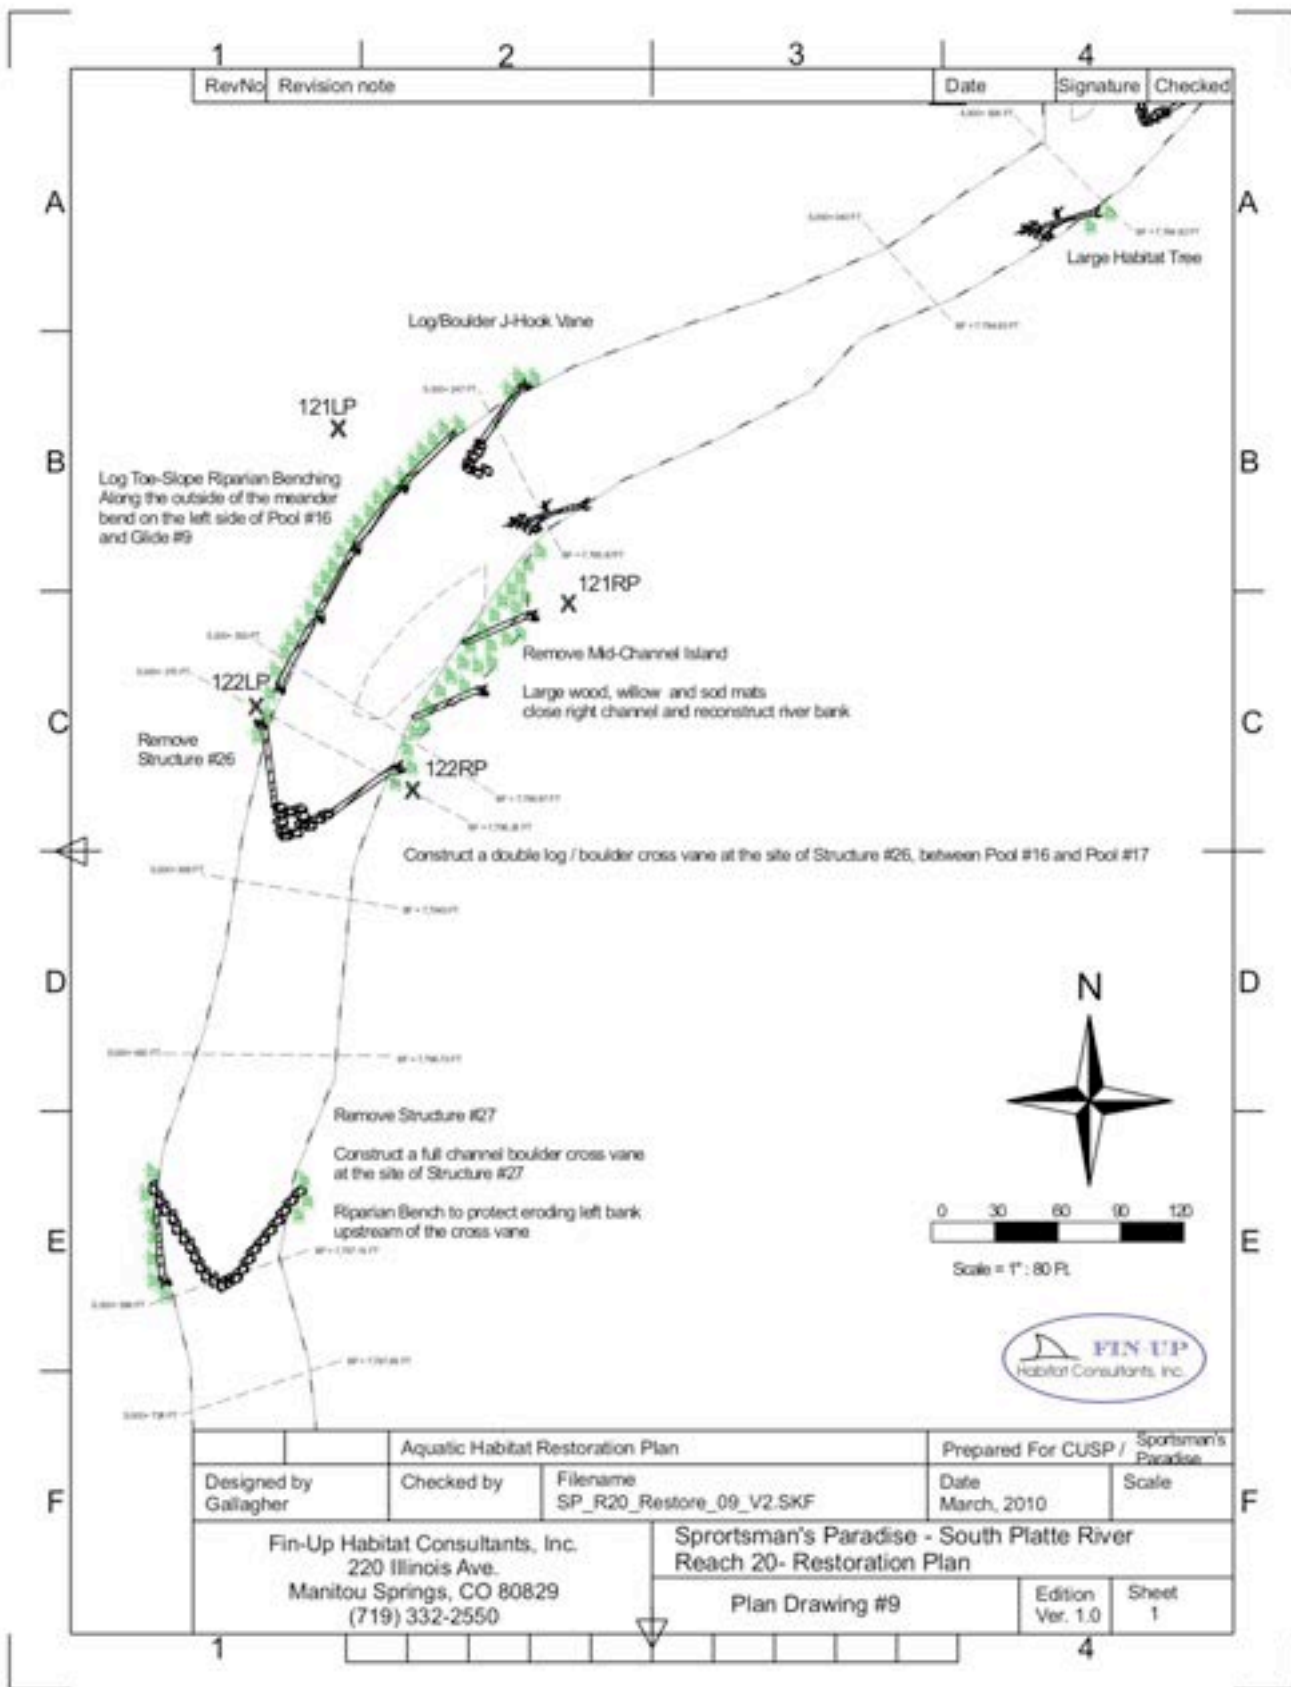 1 2 3 4
RevNo Revision note Date Signature Checked
A A
Large Habitat Tree
Log/Boulder J-Hook Vane
121LP
B B
Log Toe-Slope Riparian Benching
Along the outside of the meander
bend on the left side of Pool #16
and Glide #9
121RP
Remove Mid-Channel Island
122LP
Large wood, willow and sod mats
close right channel and reconstruct river bank
C C
Remove
Structure #26
122RP
Construct a double log / boulder cross vane at the site of Structure #26, between Pool #16 and Pool #17
D D
N
Remove Structure #27
Construct a full channel boulder cross vane
at the site of Structure #27
Riparian Bench to protect eroding left bank
upstream of the cross vane
0 30 60 90 120
E E
Scale = 1" : 80 Ft.
FIN-UP
Habitat Consultants, Inc.
Aquatic Habitat Restoration Plan
Prepared For CUSP / Sportsman's
Paradise
Designed by
Gallagher
Checked by
Filename
SP_R20_Restore_09_V2.SKF
Date
March, 2010
Scale
F F
Fin-Up Habitat Consultants, Inc.
220 Illinois Ave.
Manitou Springs, CO 80829
(719) 332-2550
Sprortsman's Paradise - South Platte River
Reach 20- Restoration Plan
Plan Drawing #9
Edition
Ver. 1.0
Sheet
1
1 4